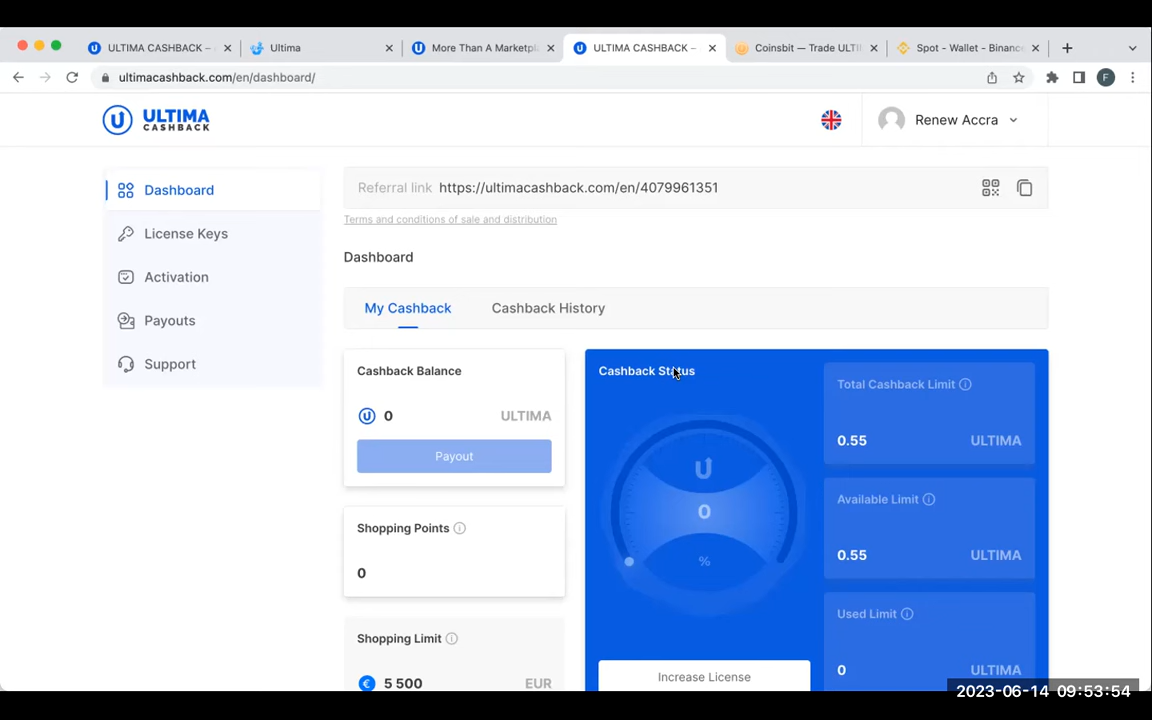 ULTIMA CASHBACK –
Ultima
More Than A Marketpl
ULTIMA CASHBACK –
Coinsbit — Trade ULTI
Spot - Wallet - Binance
ultimacashback.com/en/dashboard/
F
ULTIMA
CASHBACK
Renew Accra
Dashboard
License Keys
Activation
Payouts
Support
Referral link https://ultimacashback.com/en/4079961351
Terms and conditions of sale and distribution
Dashboard
My Cashback
Cashback History
Cashback Balance
0 ULTIMA
Payout
Shopping Points
0
Shopping Limit
5 500 EUR
Cashback Status
0
%
Increase License
Total Cashback Limit
0.55 ULTIMA
Available Limit
0.55 ULTIMA
Used Limit
0 ULTIMA
2023-06-14 09:53:54